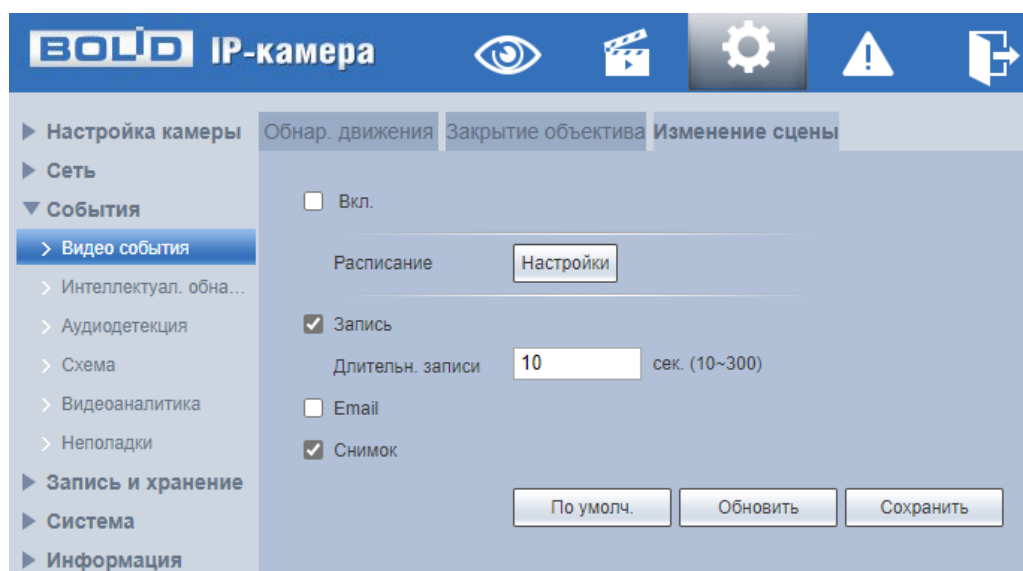 BOLID IP-камера
Настройка камеры
Сеть
События
Видео события
Интеллектуал. обна...
Аудиодетекция
Схема
Видеоаналитика
Неполадки
Запись и хранение
Система
Информация
Обнар. движения Закрытие объектива Изменение сцены
Вкл.
Расписание Настройки
Запись
Длительн. записи 10 сек. (10~300)
Email
Снимок
По умолч. Обновить Сохранить